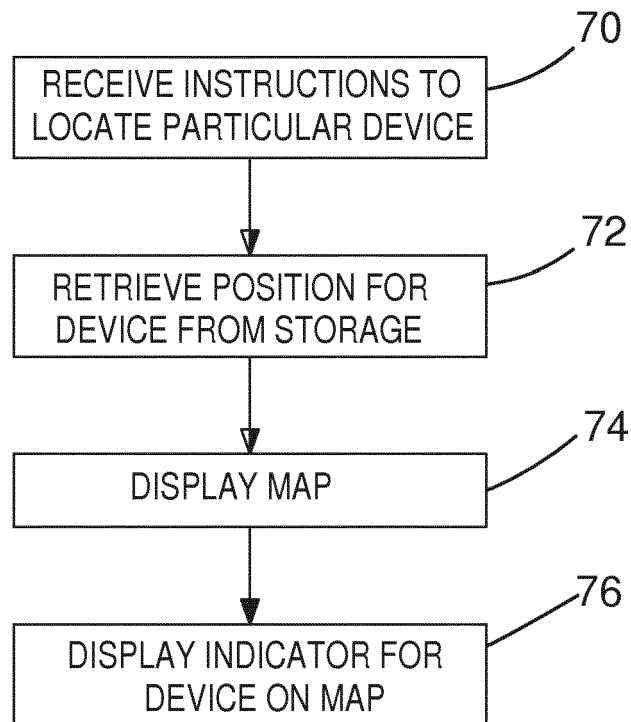 70
RECEIVE INSTRUCTIONS TO
LOCATE PARTICULAR DEVICE
72
RETRIEVE POSITION FOR
DEVICE FROM STORAGE
74
DISPLAY MAP
76
DISPLAY INDICATOR FOR
DEVICE ON MAP